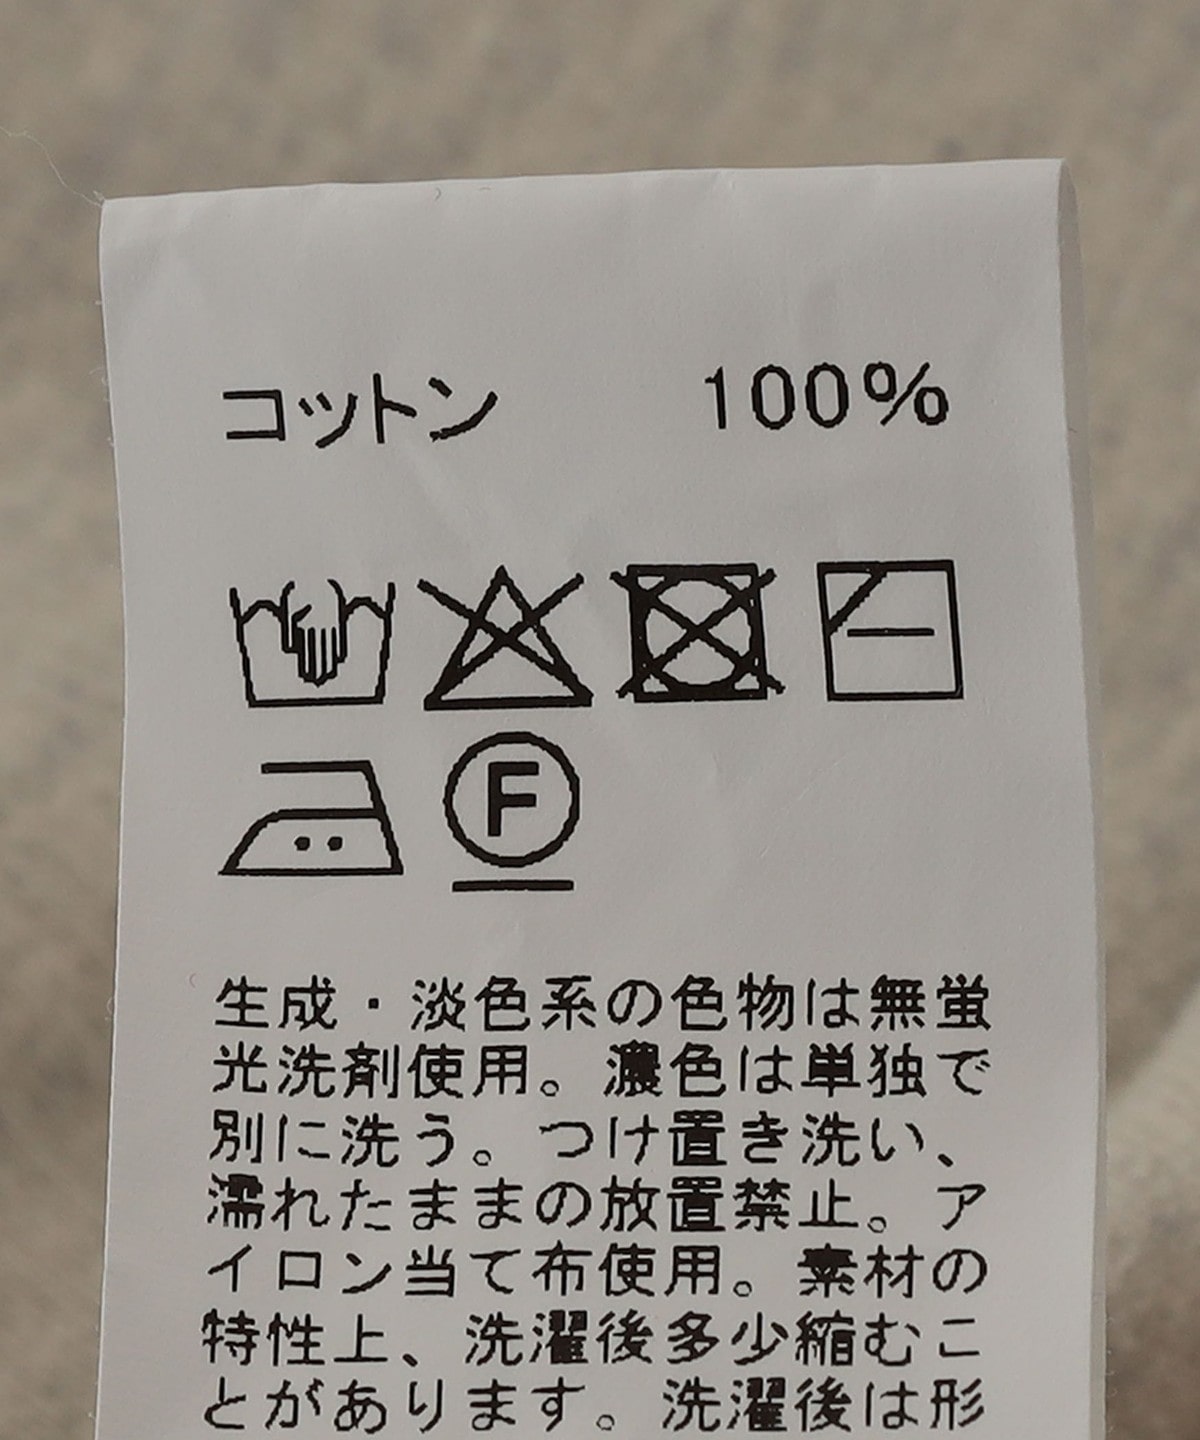 コットン 100%
F
生成・淡色系の色物は無蛍
光洗剤使用。濃色は単独で
別に洗う。つけ置き洗い、
濡れたままの放置禁止。ア
イロン当て布使用。素材の
特性上、洗濯後多少縮むこ
とがあります。洗濯後は形